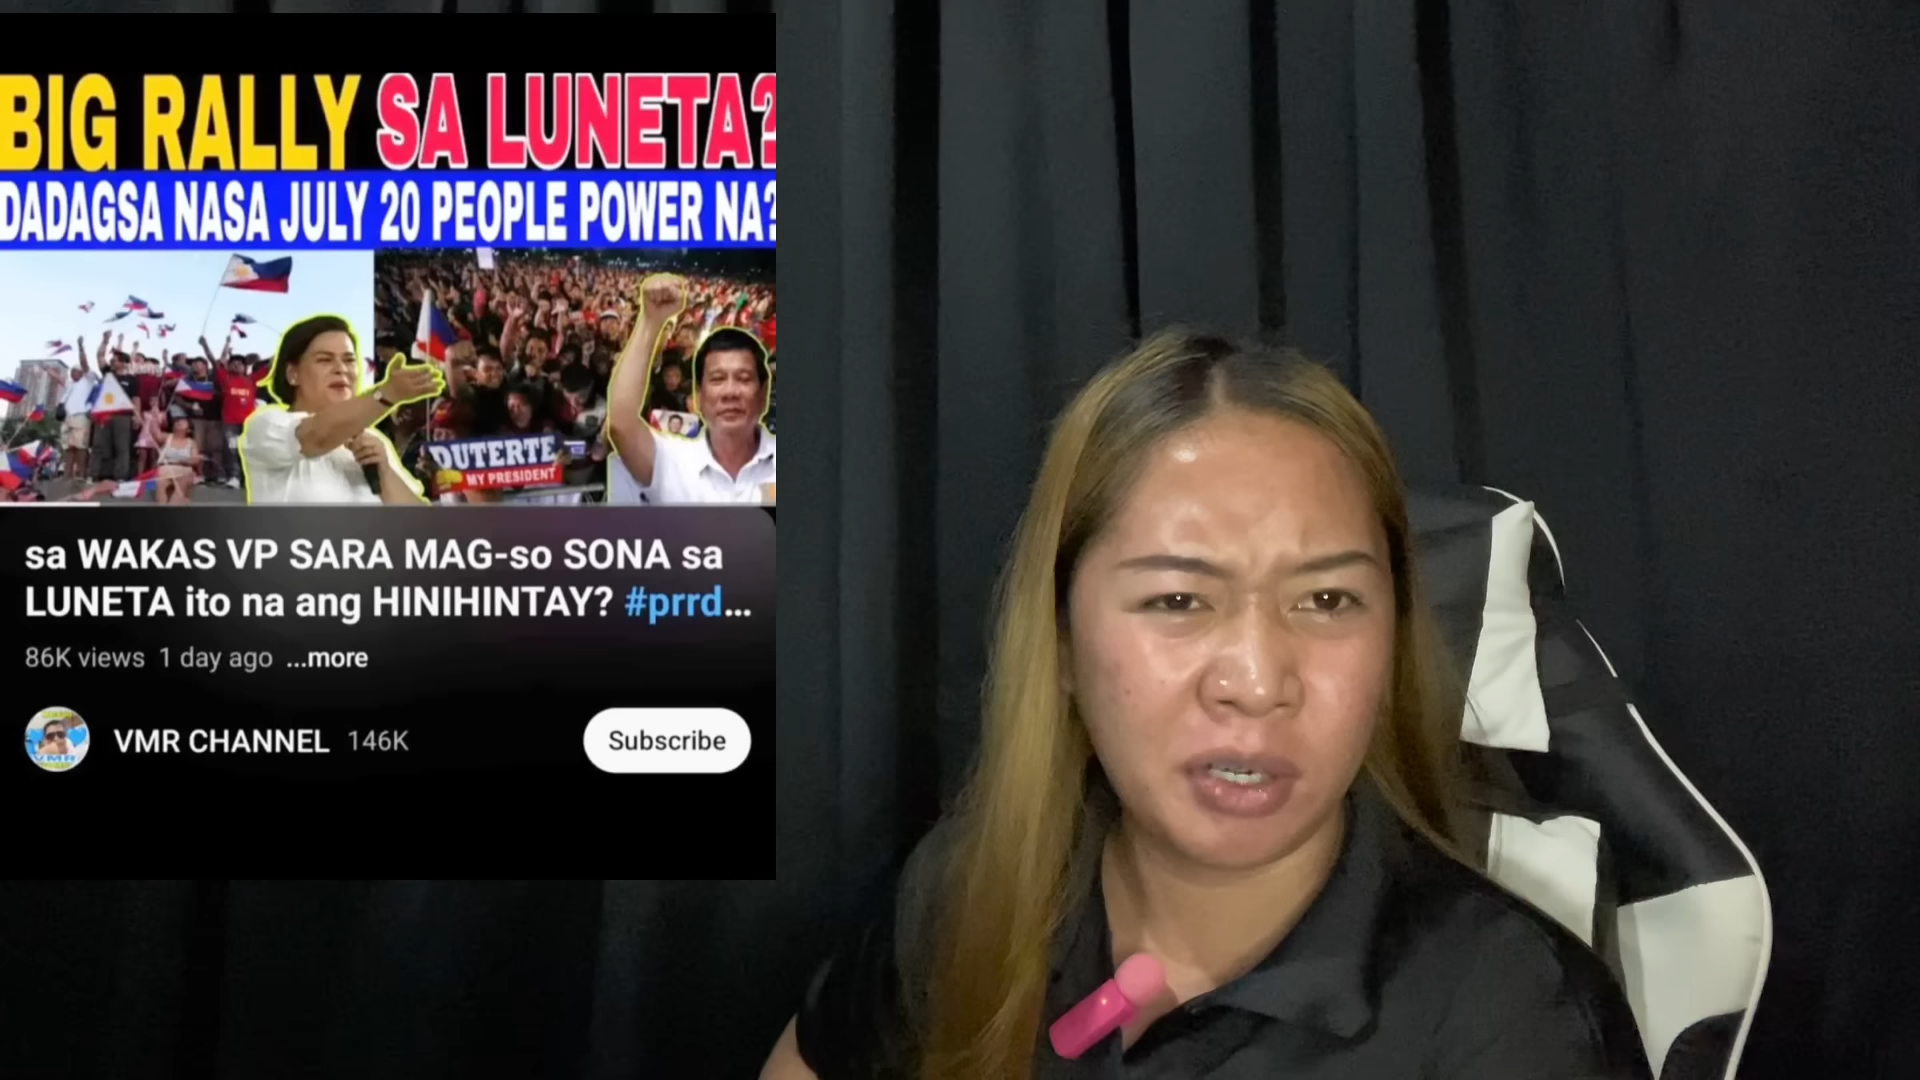 BIG RALLY SA LUNETA?
DADAGSA NASA JULY 20 PEOPLE POWER NA?
DUTERTE
MY PRESIDENT
sa WAKAS VP SARA MAG-so SONA sa
LUNETA ito na ang HINIHINTAY? #prrd...
86K views 1 day ago ...more
VMR CHANNEL 146K
Subscribe